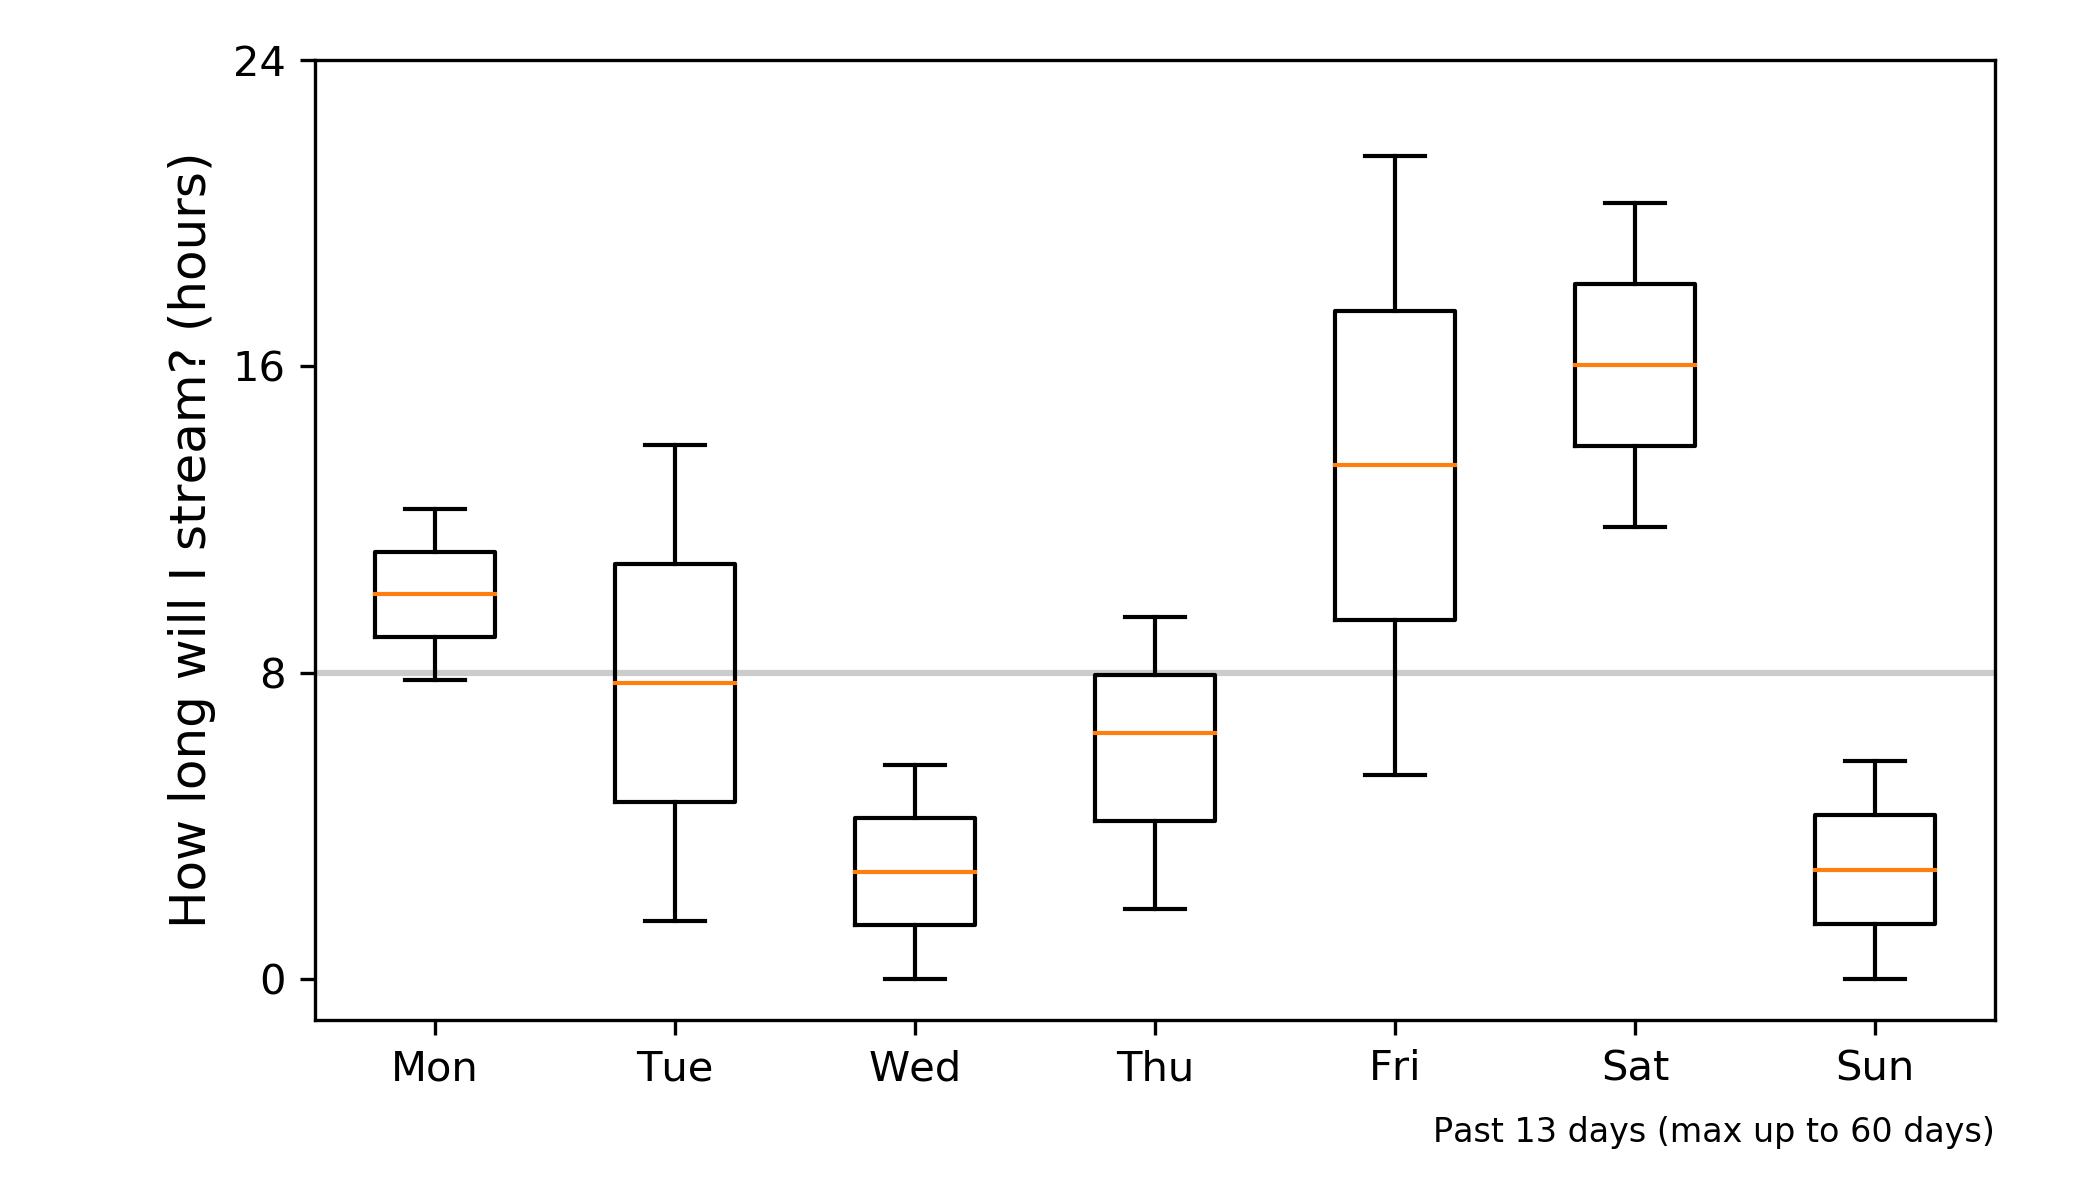 How long will I stream? (hours)
24
16
8
0
Mon Tue Wed Thu Fri Sat Sun
Past 13 days (max up to 60 days)